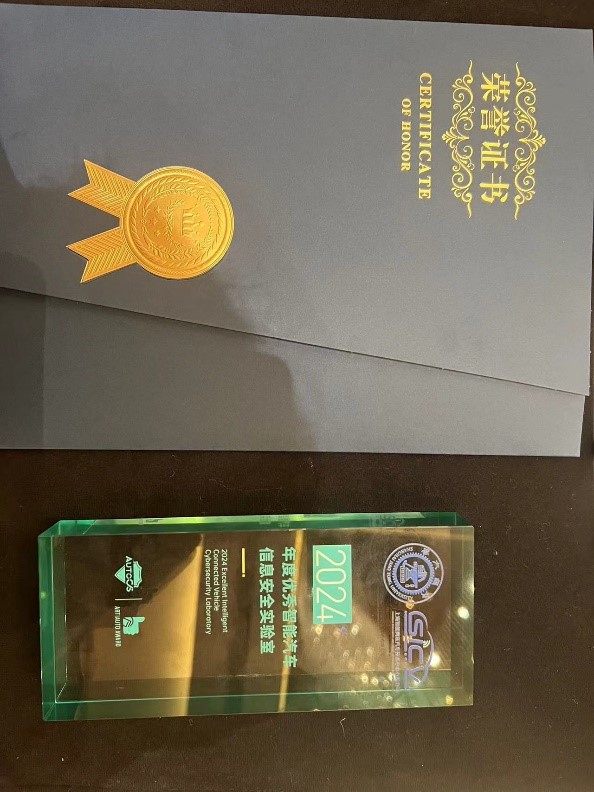 荣誉证书
CERTIFICATE
OF HONOR
2024
年度优秀智能汽车
信息安全实验室
2024 Excellent Intelligent
Connected Vehicle
Cybersecurity Laboratory
AUTOCS